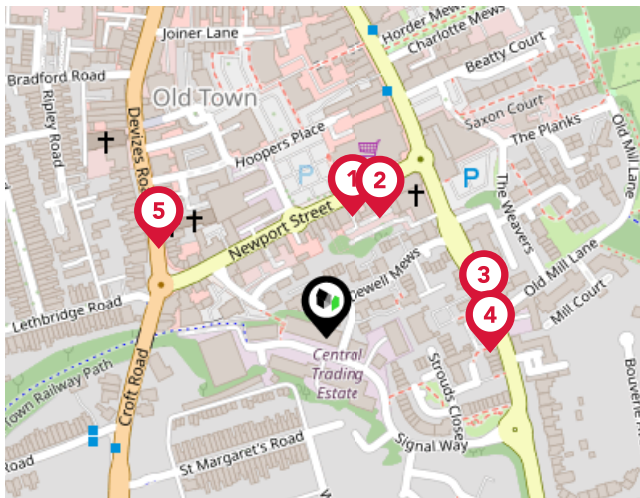 Horder Mews
Joiner Lane
Charlotte Mews
Beatty Court
Bradford Road
Old Town
Saxon Court
Ripley Road
Devizes Roa
Hoopers Place
The Planks
Old Mill Lane
P
P
1
2
The Weavers
5
Newport Street
ewell Mews
3
Old Mill Lane
Lethbridge Road
4
Mill Court
Central
Trading
Estate
Town Railway Path
Croft Road
Strouds Close
Bouverie
Signal Way
St Margaret's Road
Road